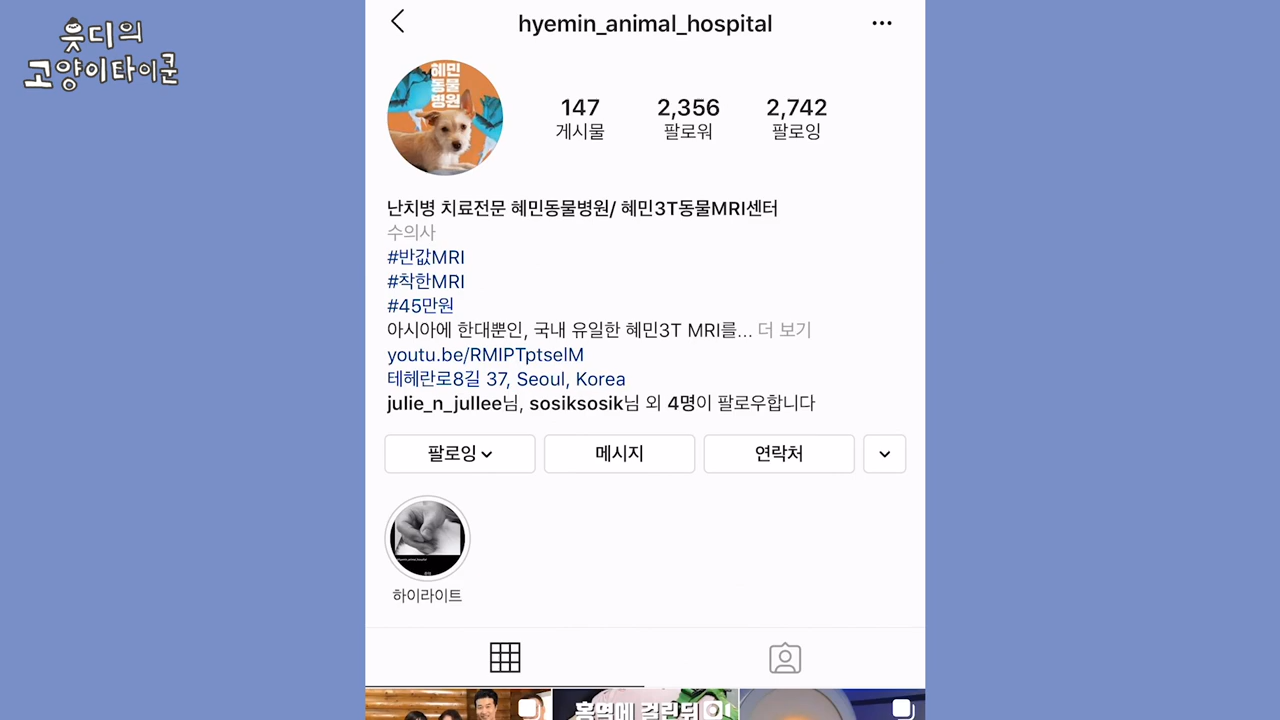 읏디의
고양이타이쿤
hyemin_animal_hospital
혜민
동물
병원
147
게시물
2,356
팔로워
2,742
팔로잉
난치병 치료전문 혜민동물병원/ 혜민3T동물MRI센터
수의사
#반값MRI
#착한MRI
#45만원
아시아에 한대뿐인, 국내 유일한 혜민3T MRI를... 더 보기
youtu.be/RMIPTptselM
테헤란로8길 37, Seoul, Korea
julie_n_jullee님, sosiksosik님 외 4명이 팔로우합니다
팔로잉
메시지
연락처
하이라이트
홍역에 걸린